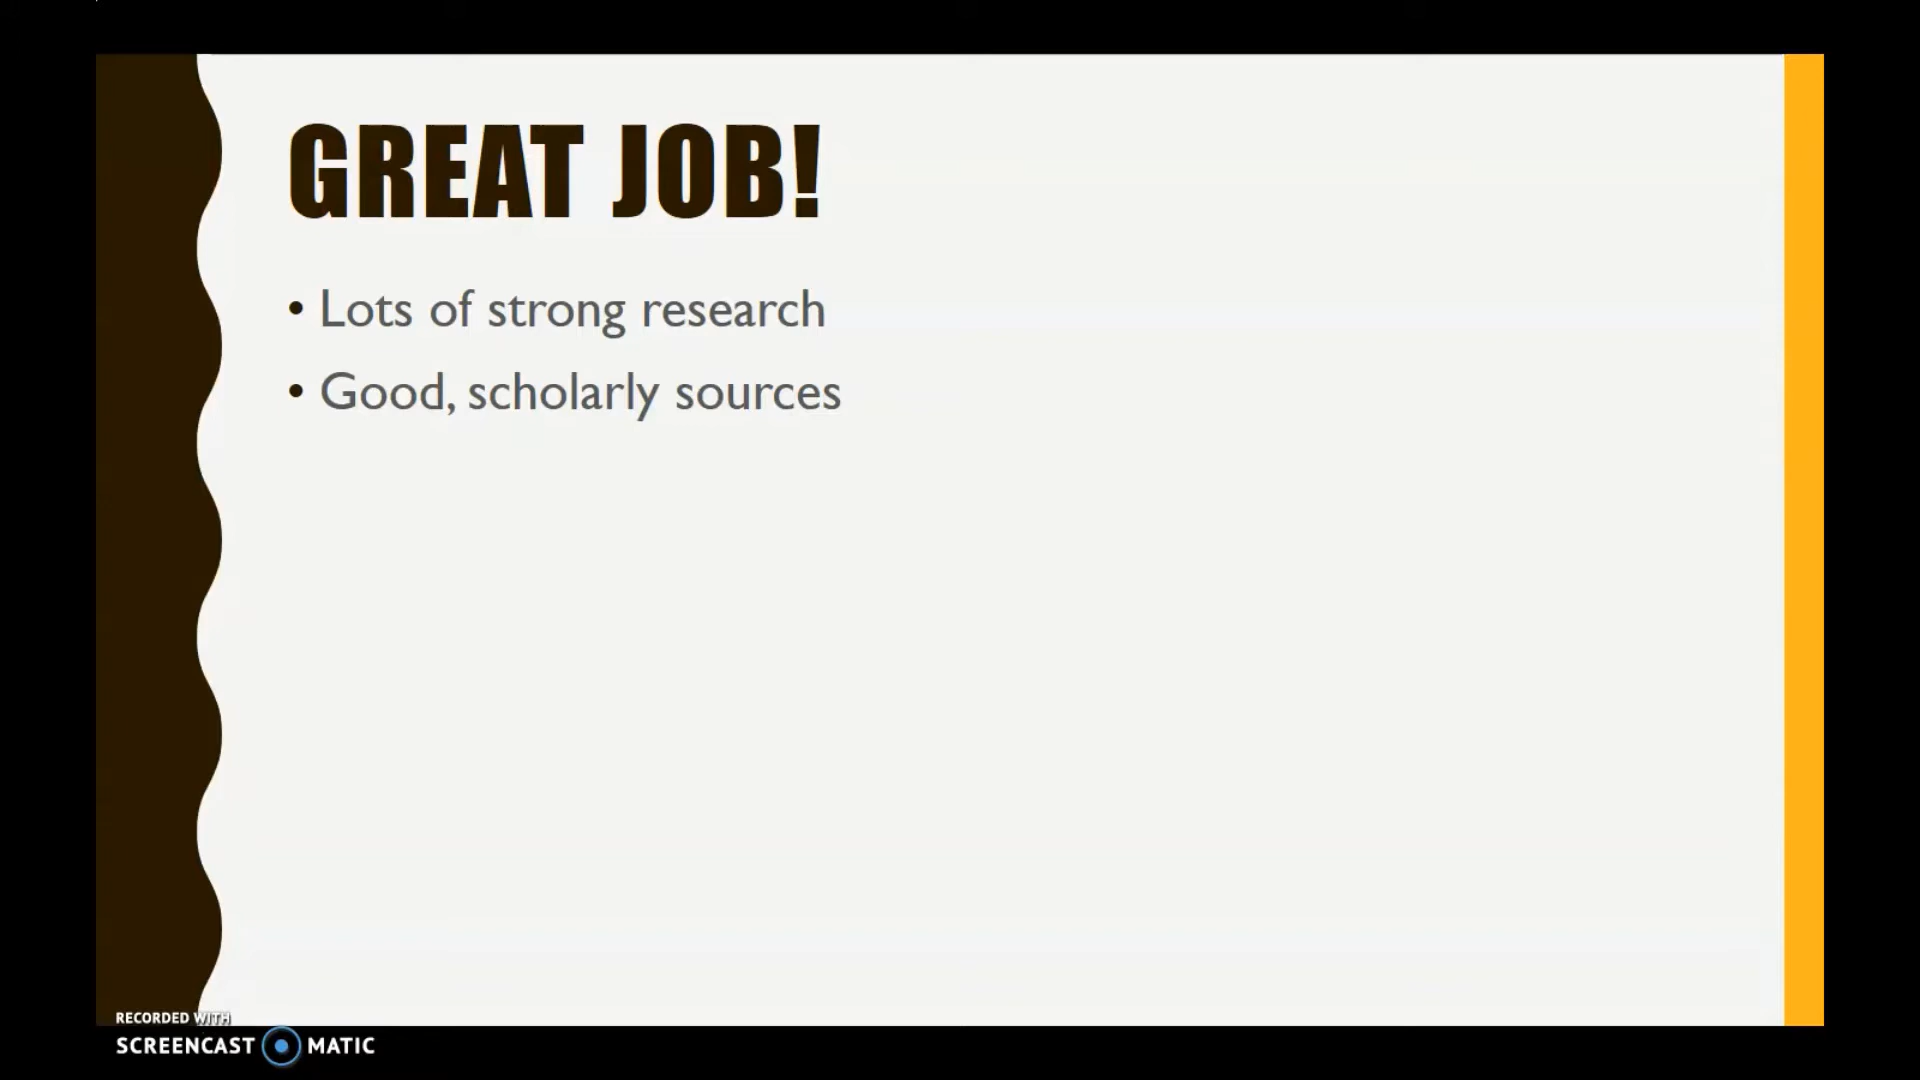 GREAT JOB!
• Lots of strong research
• Good, scholarly sources
RECORDED WITH
SCREENCAST MATIC